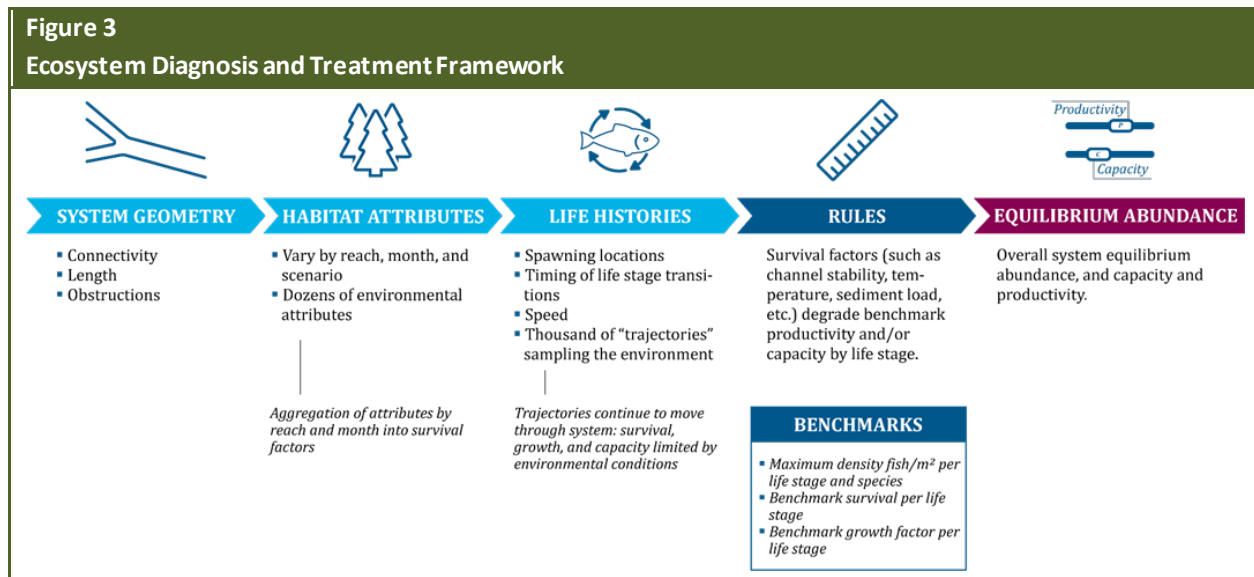 Figure 3
Ecosystem Diagnosis and Treatment Framework
Productivity
P
C
Capacity
SYSTEM GEOMETRY
HABITAT ATTRIBUTES
LIFE HISTORIES
RULES
EQUILIBRIUM ABUNDANCE
▪ Connectivity
▪ Length
▪ Obstructions
▪ Vary by reach, month, and
scenario
▪ Dozens of environmental
attributes
Aggregation of attributes by
reach and month into survival
factors
▪ Spawning locations
▪ Timing of life stage transi-
tions
▪ Speed
▪ Thousand of “trajectories”
sampling the environment
Trajectories continue to move
through system: survival,
growth, and capacity limited by
environmental conditions
Survival factors (such as
channel stability, tem-
perature, sediment load,
etc.) degrade benchmark
productivity and/or
capacity by life stage.
BENCHMARKS
▪ Maximum density fish/m² per
life stage and species
▪ Benchmark survival per life
stage
▪ Benchmark growth factor per
life stage
Overall system equilibrium
abundance, and capacity and
productivity.